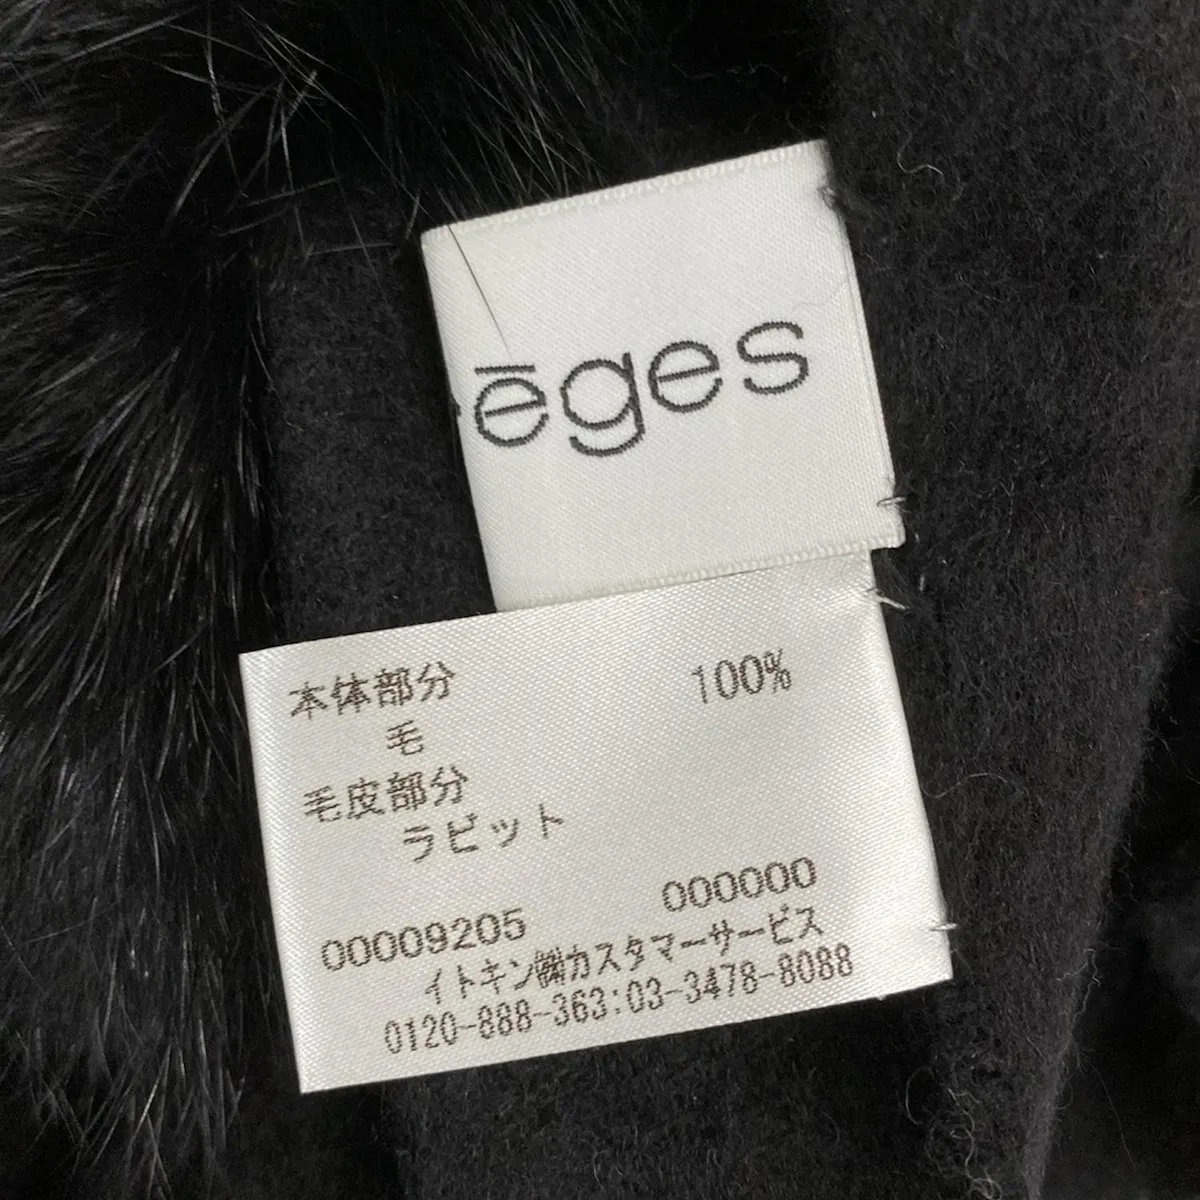 ēges
本体部分
毛 100%
毛皮部分
ラビット
00009205 000000
イトキン㈱カスタマーサービス
0120-888-363:03-3478-8088